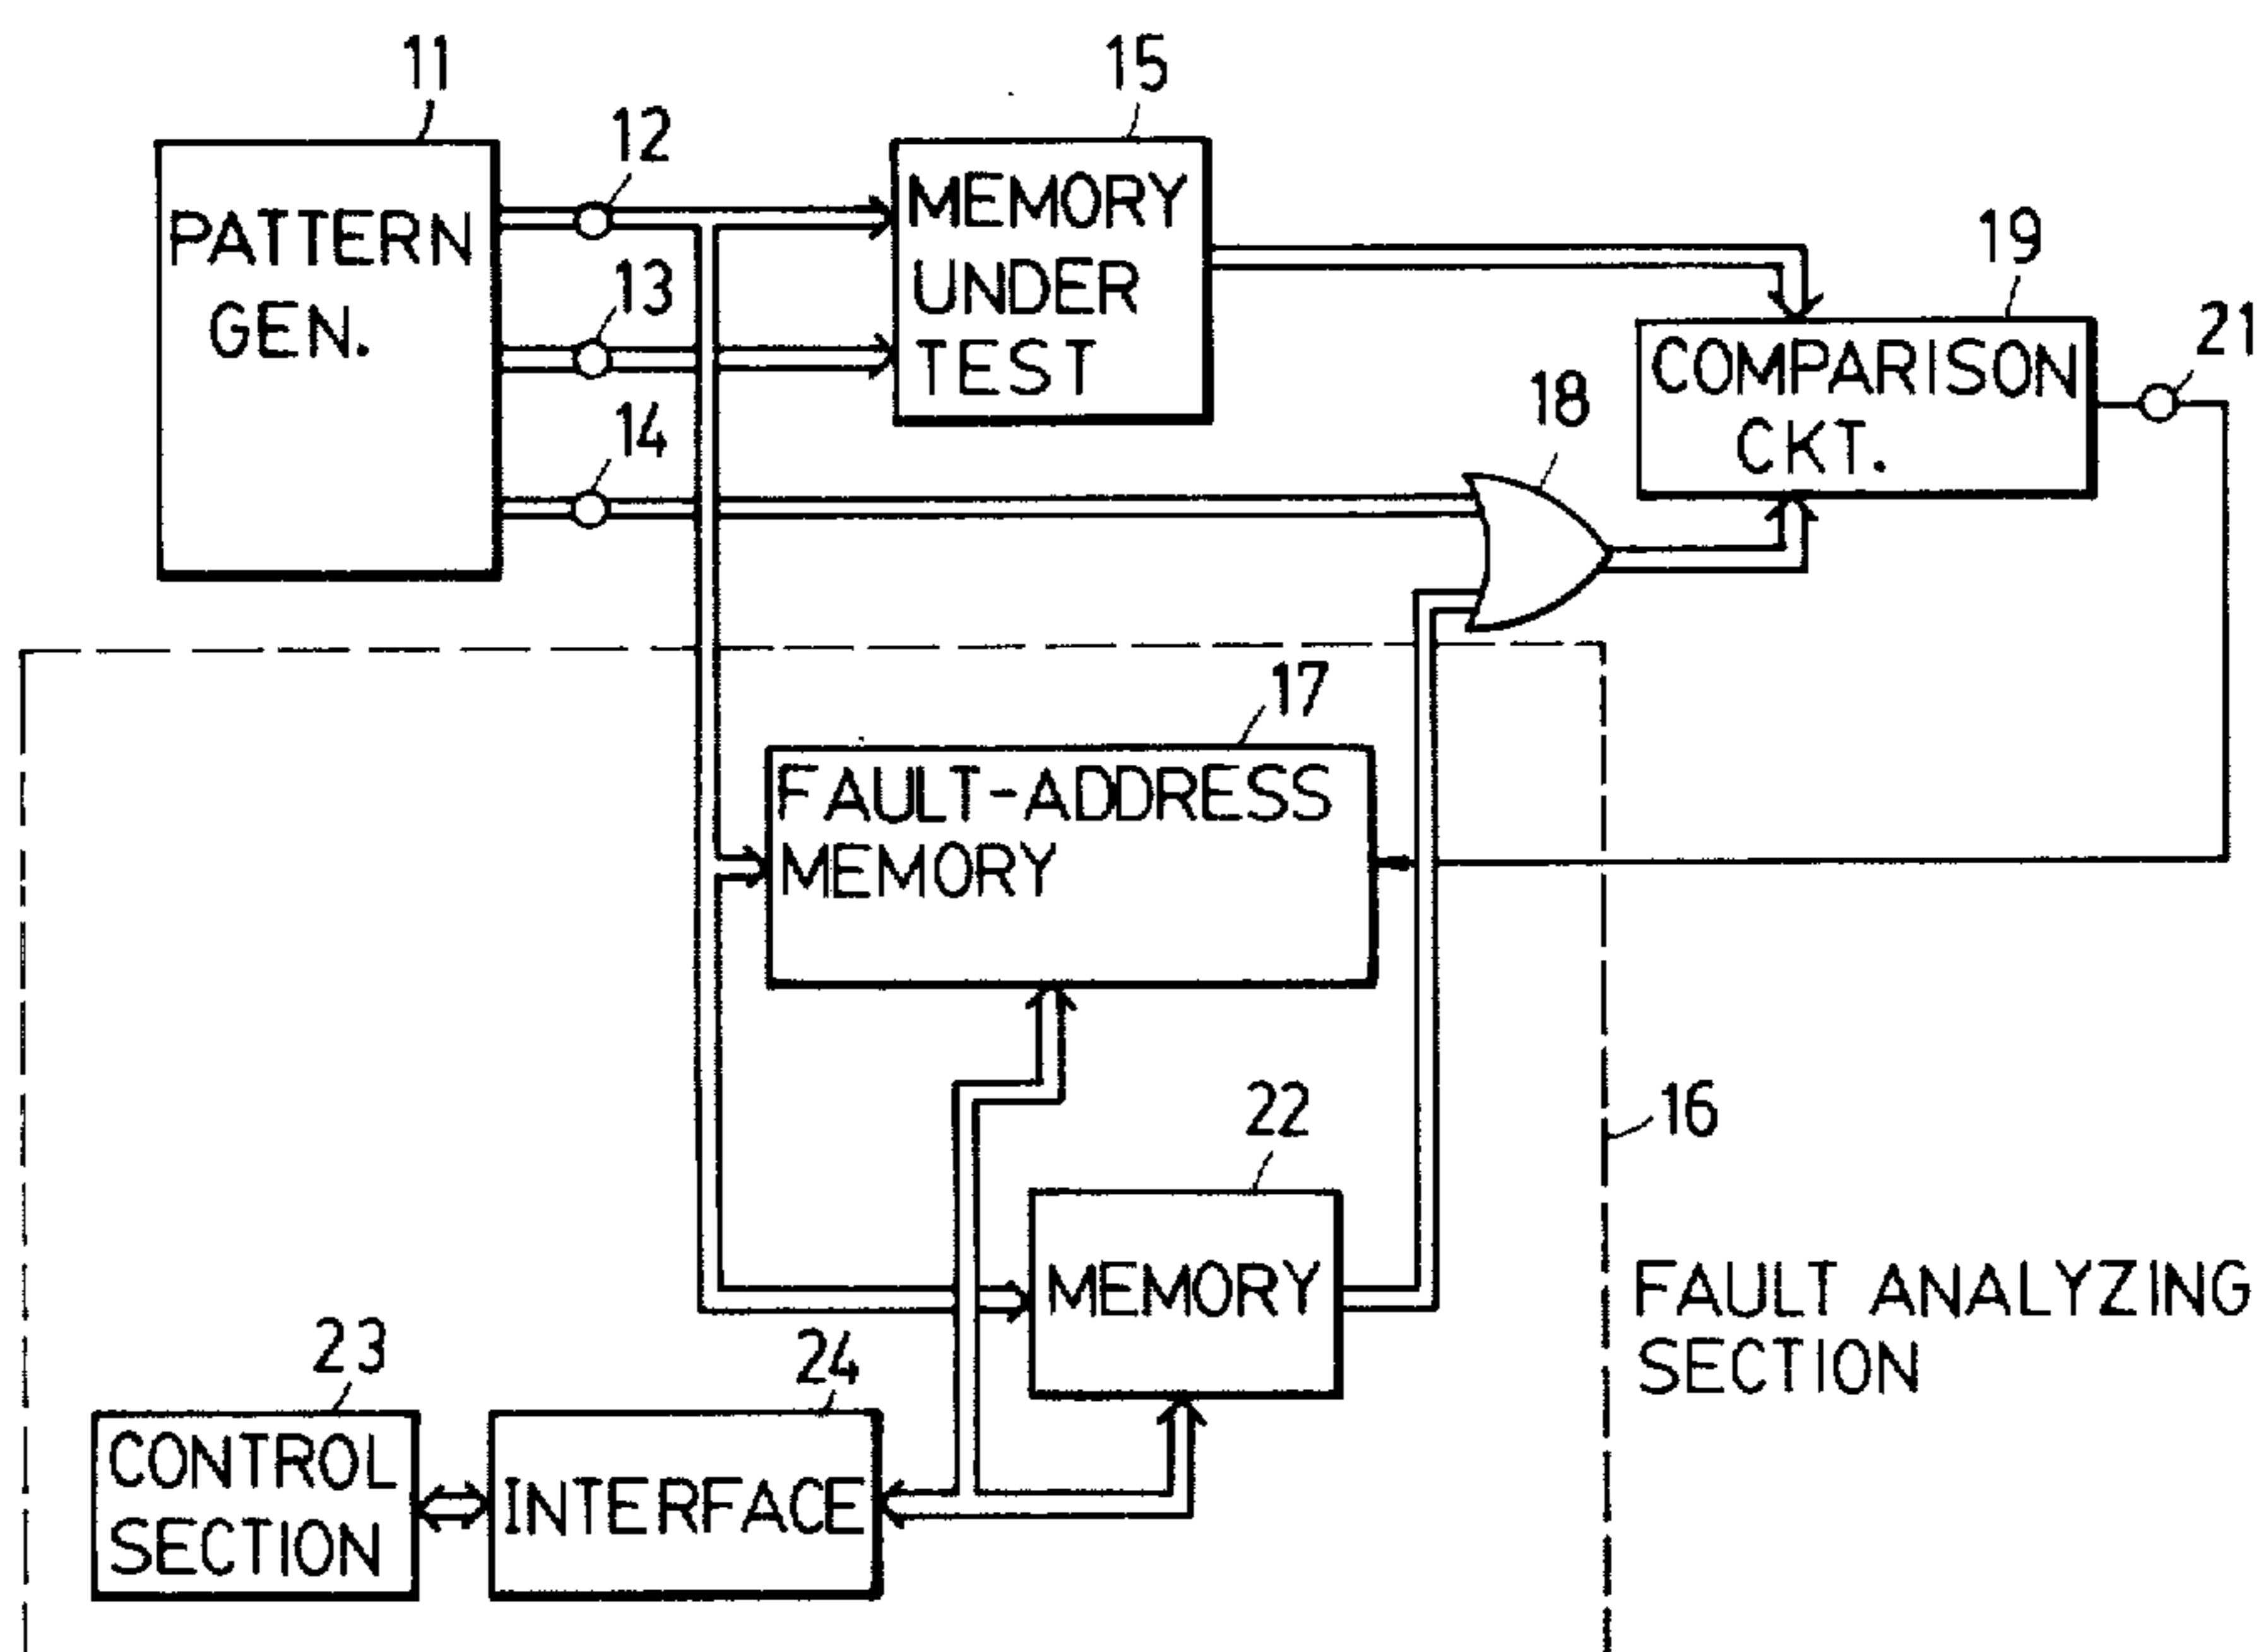 11
PATTERN
GEN.
12
13
14
15
MEMORY
UNDER
TEST
18
19
COMPARISON
CKT.
21
17
FAULT-ADDRESS
MEMORY
16
FAULT ANALYZING
SECTION
22
MEMORY
23
CONTROL
SECTION
24
INTERFACE